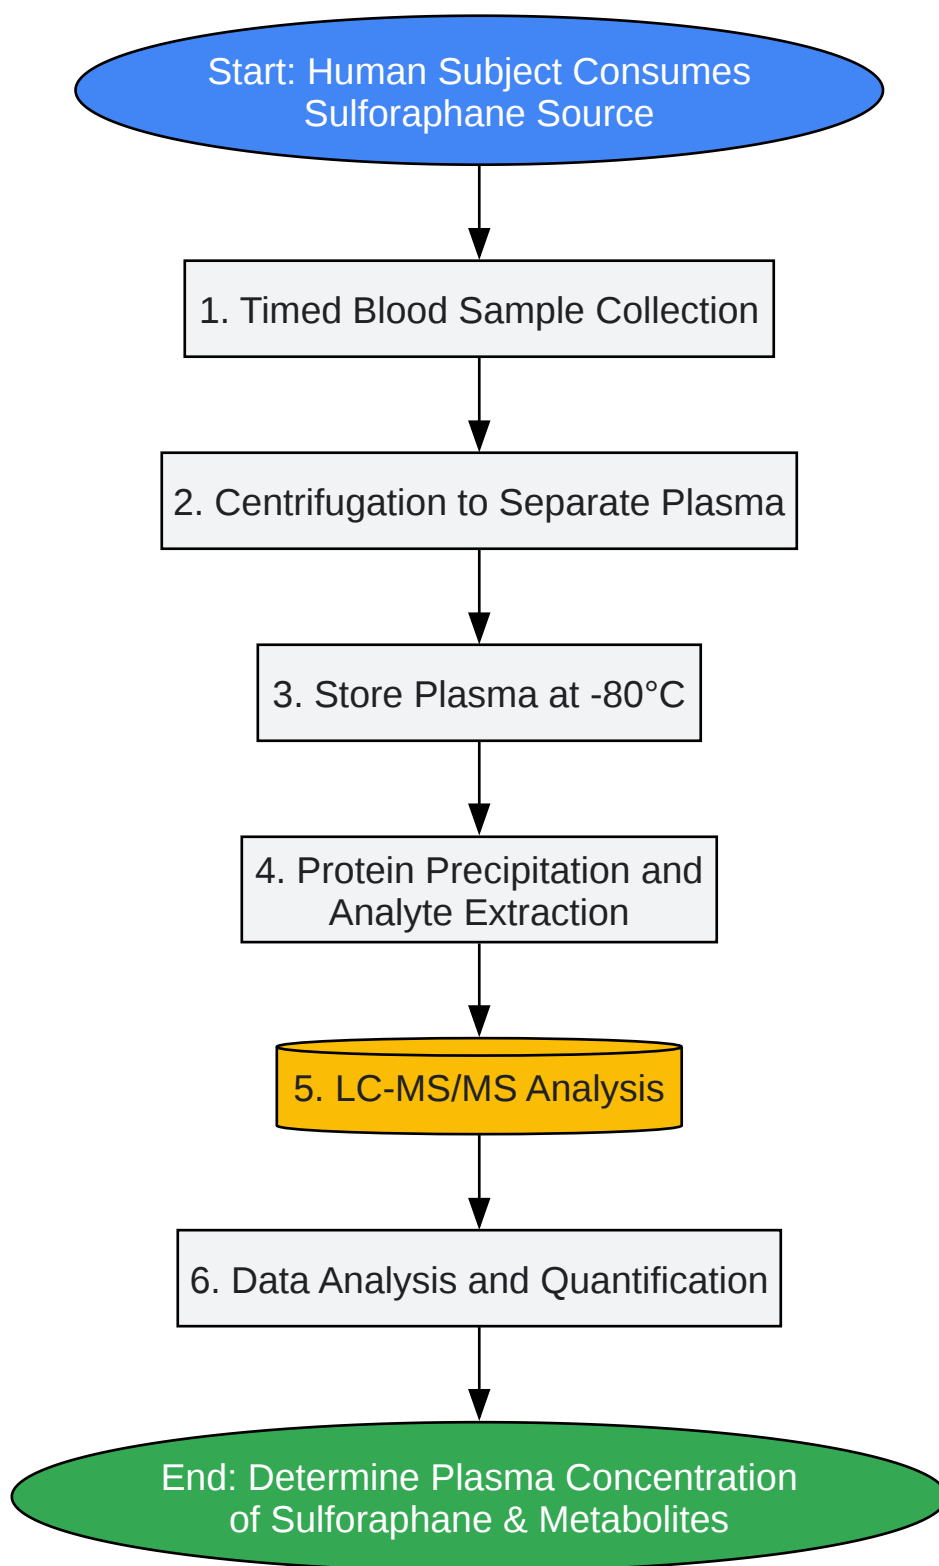 Start: Human Subject Consumes
Sulforaphane Source
1. Timed Blood Sample Collection
2. Centrifugation to Separate Plasma
3. Store Plasma at -80°C
4. Protein Precipitation and
Analyte Extraction
5. LC-MS/MS Analysis
6. Data Analysis and Quantification
End: Determine Plasma Concentration
of Sulforaphane & Metabolites